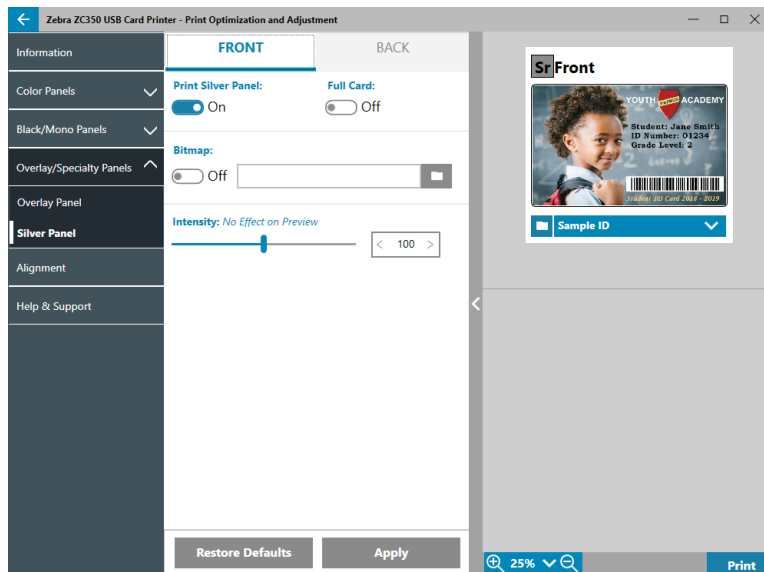 Zebra ZC350 USB Card Printer - Print Optimization and Adjustment
Information
Color Panels
Black/Mono Panels
Overlay/Specialty Panels
Overlay Panel
Silver Panel
Alignment
Help & Support
FRONT
BACK
Print Silver Panel:
Full Card:
On
Off
Bitmap:
Off
Intensity: No Effect on Preview
< 100 >
Restore Defaults
Apply
Sr Front
YOUTH ACADEMY
Student: Jane Smith
ID Number: 01234
Grade Level: 2
Student ID Card 2018 - 2019
Sample ID
25%
Print